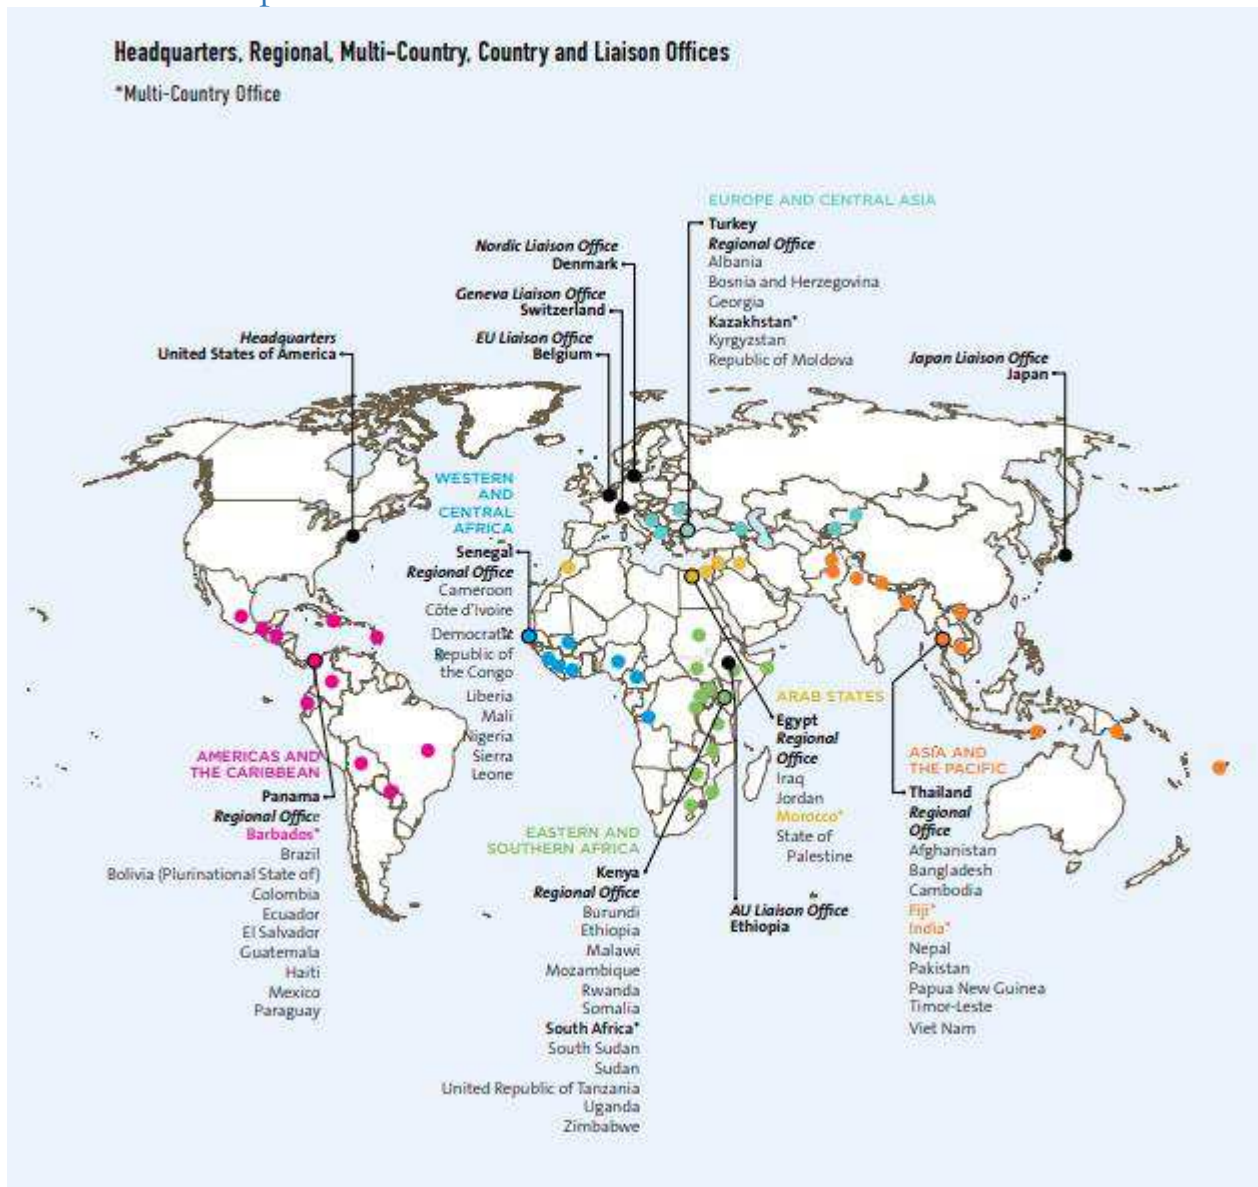 Headquarters, Regional, Multi-Country, Country and Liaison Offices
*Multi-Country Office
EUROPE AND CENTRAL ASIA
Turkey
Regional Office
Albania
Bosnia and Herzegovina
Georgia
Kazakhstan*
Kyrgyzstan
Republic of Moldova
Nordic Liaison Office
Denmark
Geneva Liaison Office
Switzerland
EU Liaison Office
Belgium
Headquarters
United States of America
Japan Liaison Office
Japan
WESTERN
AND
CENTRAL
AFRICA
Senegal
Regional Office
Cameroon
Côte d'Ivoire
Democratic
Republic of
the Congo
Liberia
Mali
Nigeria
Sierra
Leone
AMERICAS AND
THE CARIBBEAN
Panama
Regional Office
Barbados*
Brazil
Bolivia (Plurinational State of)
Colombia
Ecuador
El Salvador
Guatemala
Haiti
Mexico
Paraguay
EASTERN AND
SOUTHERN AFRICA
Kenya
Regional Office
Burundi
Ethiopia
Malawi
Mozambique
Rwanda
Somalia
South Africa*
South Sudan
Sudan
United Republic of Tanzania
Uganda
Zimbabwe
ARAB STATES
Egypt
Regional
Office
Iraq
Jordan
Morocco*
State of
Palestine
AU Liaison Office
Ethiopia
ASIA AND
THE PACIFIC
Thailand
Regional
Office
Afghanistan
Bangladesh
Cambodia
Fiji*
India*
Nepal
Pakistan
Papua New Guinea
Timor-Leste
Viet Nam